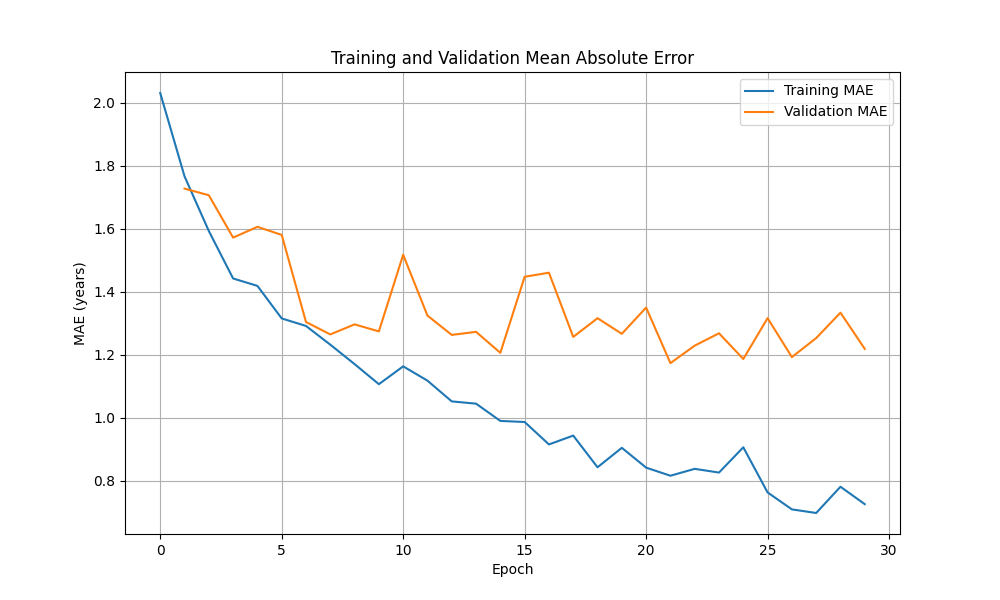 Training and Validation Mean Absolute Error
Training MAE
Validation MAE
MAE (years)
2.0
1.8
1.6
1.4
1.2
1.0
0.8
0
5
10
15
20
25
30
Epoch